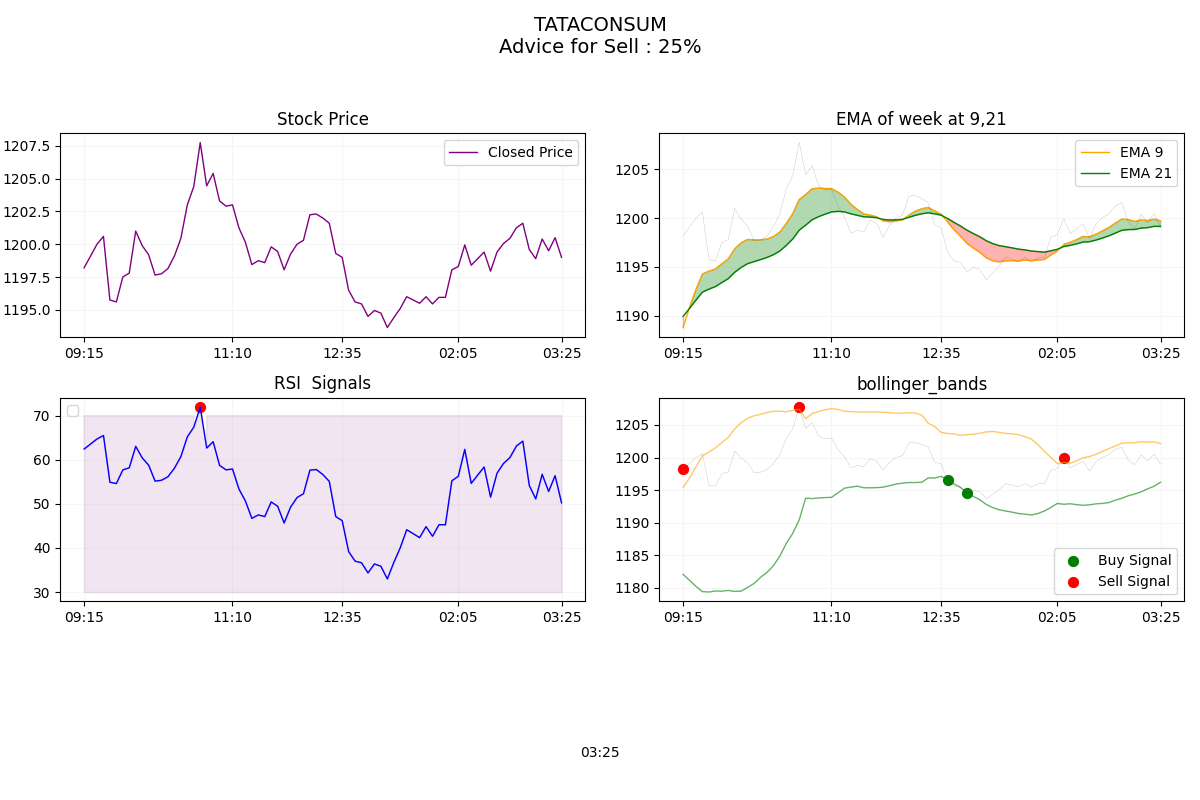 TATACONSUM
Advice for Sell : 25%
Stock Price
1207.5
1205.0
1202.5
1200.0
1197.5
1195.0
Closed Price
09:15 11:10 12:35 02:05 03:25
EMA of week at 9,21
1205
1200
1195
1190
EMA 9
EMA 21
09:15 11:10 12:35 02:05 03:25
RSI  Signals
70
60
50
40
30
09:15 11:10 12:35 02:05 03:25
bollinger_bands
1205
1200
1195
1190
1185
1180
Buy Signal
Sell Signal
09:15 11:10 12:35 02:05 03:25
03:25